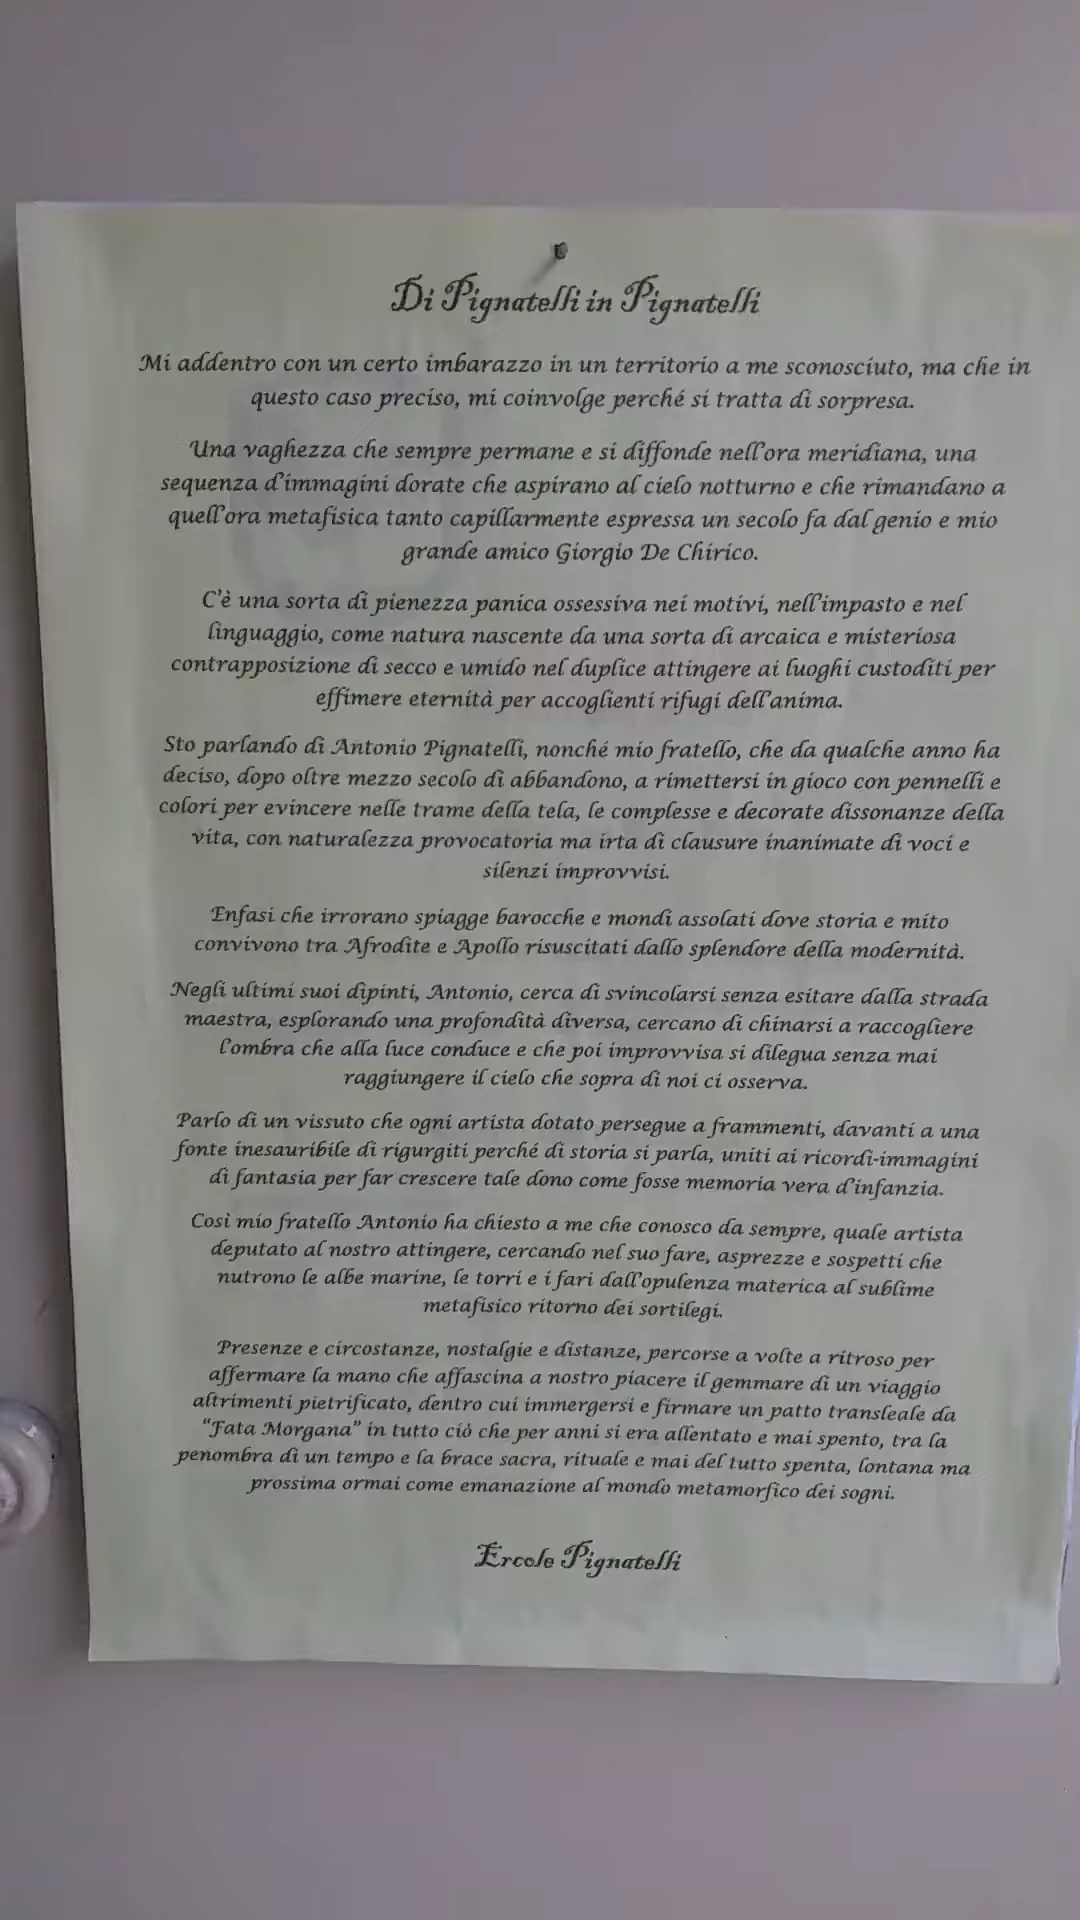 Di Pignatelli in Pignatelli
Mi addentro con un certo imbarazzo in un territorio a me sconosciuto, ma che in
questo caso preciso, mi coinvolge perché si tratta di sorpresa.
Una vaghezza che sempre permane e si diffonde nell'ora meridiana, una
sequenza d'immagini dorate che aspirano al cielo notturno e che rimandano a
quell'ora metafisica tanto capillarmente espressa un secolo fa dal genio e mio
grande amico Giorgio De Chirico.
C'è una sorta di pienezza panica ossessiva nei motivi, nell'impasto e nel
linguaggio, come natura nascente da una sorta di arcaica e misteriosa
contrapposizione di secco e umido nel duplice attingere ai luoghi custoditi per
effimere eternità per accoglienti rifugi dell'anima.
Sto parlando di Antonio Pignatelli, nonché mio fratello, che da qualche anno ha
deciso, dopo oltre mezzo secolo di abbandono, a rimettersi in gioco con pennelli e
colori per evincere nelle trame della tela, le complesse e decorate dissonanze della
vita, con naturalezza provocatoria ma irta di clausure inanimate di voci e
silenzi improvvisi.
Enfasi che irrorano spiagge barocche e mondi assolati dove storia e mito
convivono tra Afrodite e Apollo risuscitati dallo splendore della modernità.
Negli ultimi suoi dipinti, Antonio, cerca di svincolarsi senza esitare dalla strada
maestra, esplorando una profondità diversa, cercano di chinarsi a raccogliere
l'ombra che alla luce conduce e che poi improvvisa si dilegua senza mai
raggiungere il cielo che sopra di noi ci osserva.
Parlo di un vissuto che ogni artista dotato persegue a frammenti, davanti a una
fonte inesauribile di rigurgiti perché di storia si parla, uniti ai ricordi-immagini
di fantasia per far crescere tale dono come fosse memoria vera d'infanzia.
Così mio fratello Antonio ha chiesto a me che conosco da sempre, quale artista
deputato al nostro attingere, cercando nel suo fare, asprezze e sospetti che
nutrono le albe marine, le torri e i fari dall'opulenza materica al sublime
metafisico ritorno dei sortilegi.
Presenze e circostanze, nostalgie e distanze, percorse a volte a ritroso per
affermare la mano che affascina a nostro piacere il gemmare di un viaggio
altrimenti pietrificato, dentro cui immergersi e firmare un patto transleale da
"Fata Morgana" in tutto ciò che per anni si era allentato e mai spento, tra la
penombra di un tempo e la brace sacra, rituale e mai del tutto spenta, lontana ma
prossima ormai come emanazione al mondo metamorfico dei sogni.
Ercole Pignatelli